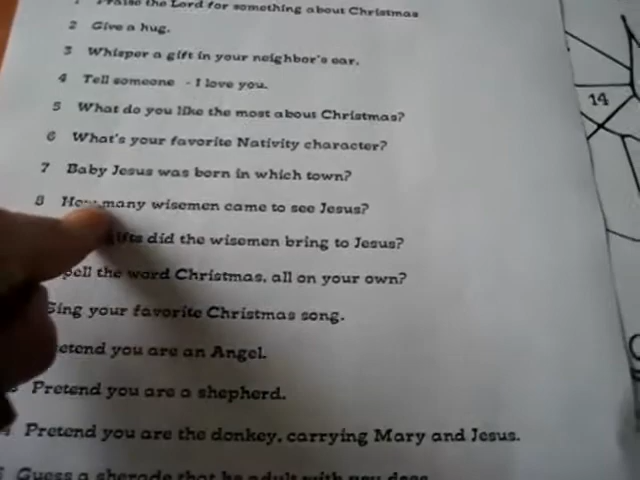 1 Praise the Lord for something about Christmas
2 Give a hug.
3 Whisper a gift in your neighbor's ear.
4 Tell someone - I love you.
5 What do you like the most about Christmas?
6 What's your favorite Nativity character?
7 Baby Jesus was born in which town?
8 How many wisemen came to see Jesus?
gifts did the wisemen bring to Jesus?
Spell the word Christmas, all on your own?
Sing your favorite Christmas song.
Pretend you are an Angel.
Pretend you are a shepherd.
Pretend you are the donkey, carrying Mary and Jesus.
Guess a sherade that he adult with you does
14